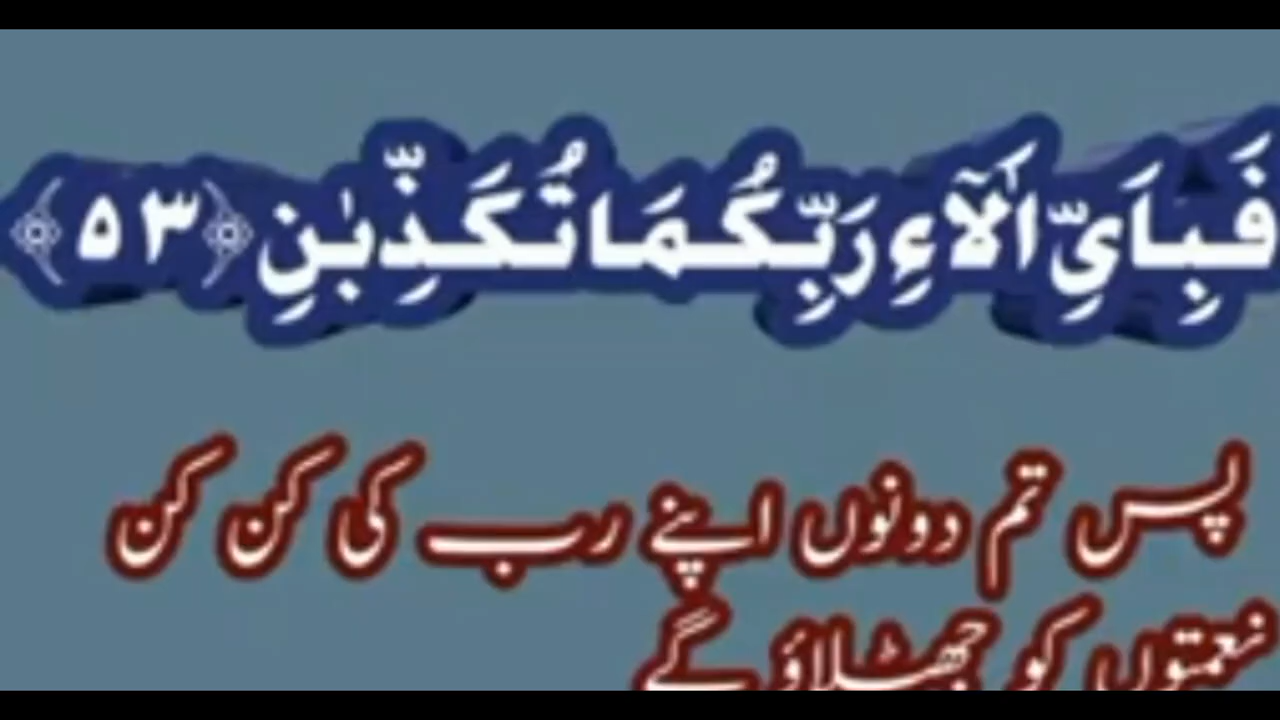 فَبِاَیِّ اٰلَآءِ رَبِّکُمَا تُکَذِّبٰنِ ﴿۵۳﴾
پس تم دونوں اپنے رب کی کن کن
نعمتوں کو جھٹلاؤ گے